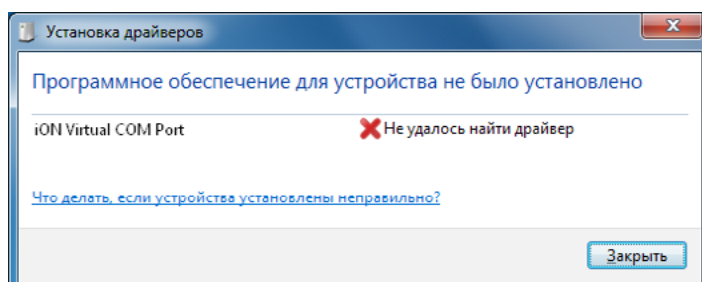 Установка драйверов
Программное обеспечение для устройства не было установлено
iON Virtual COM Port
Не удалось найти драйвер
Что делать, если устройства установлены неправильно?
Закрыть